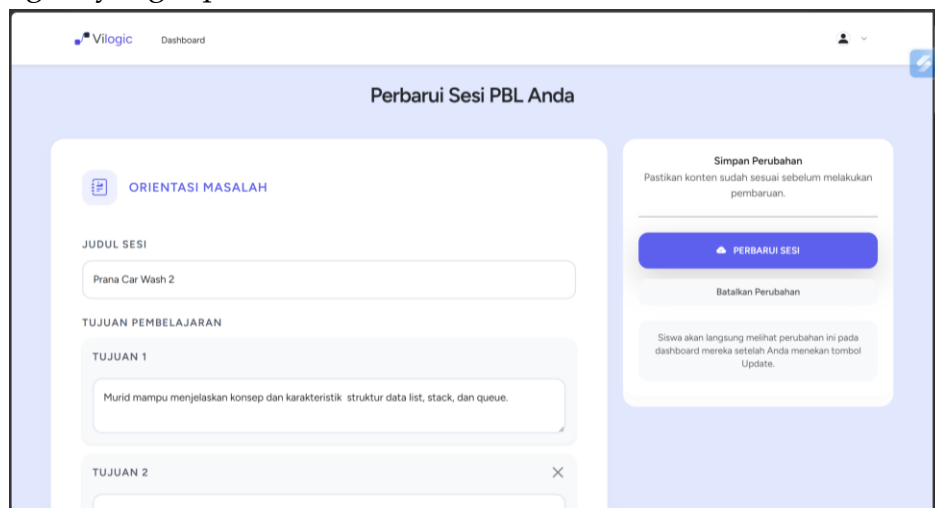 Vilogic Dashboard
Perbarui Sesi PBL Anda
ORIENTASI MASALAH
JUDUL SESI
Prana Car Wash 2
TUJUAN PEMBELAJARAN
TUJUAN 1
Murid mampu menjelaskan konsep dan karakteristik struktur data list, stack, dan queue.
TUJUAN 2
Simpan Perubahan
Pastikan konten sudah sesuai sebelum melakukan
pembaruan.
PERBARUI SESI
Batalkan Perubahan
Siswa akan langsung melihat perubahan ini pada
dashboard mereka setelah Anda menekan tombol
Update.